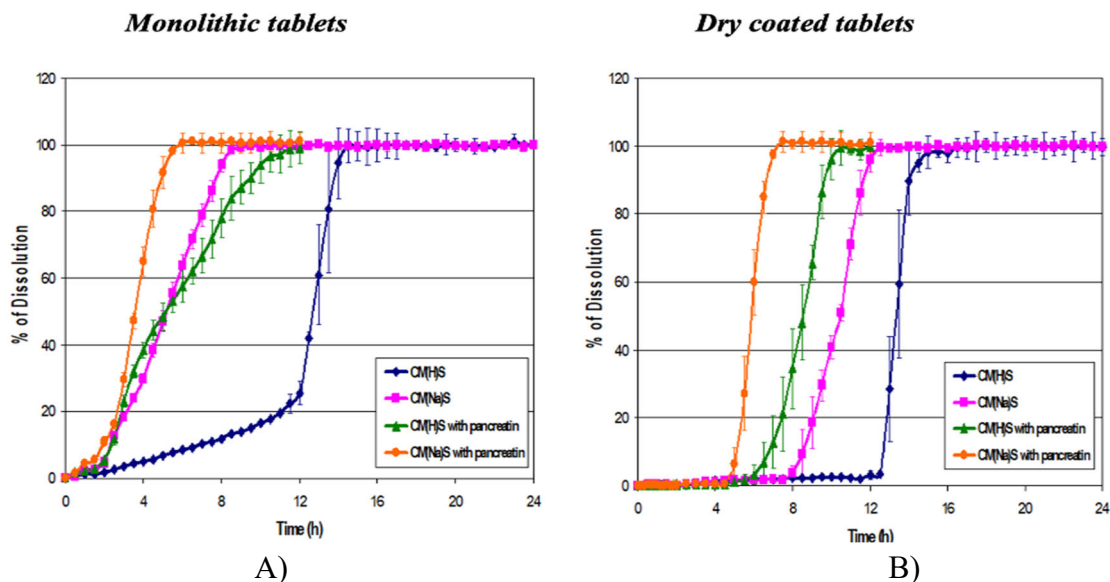 Monolithic tablets
120
100
80
60
40
20
0
% of Dissolution
0 4 8 12 16 20 24
Time (h)
CM(H)S
CM(Na)S
CM(H)S with pancreatin
CM(Na)S with pancreatin
A)
Dry coated tablets
120
100
80
60
40
20
0
% of Dissolution
0 4 8 12 16 20 24
Time (h)
CM(H)S
CM(Na)S
CM(H)S with pancreatin
CM(Na)S with pancreatin
B)